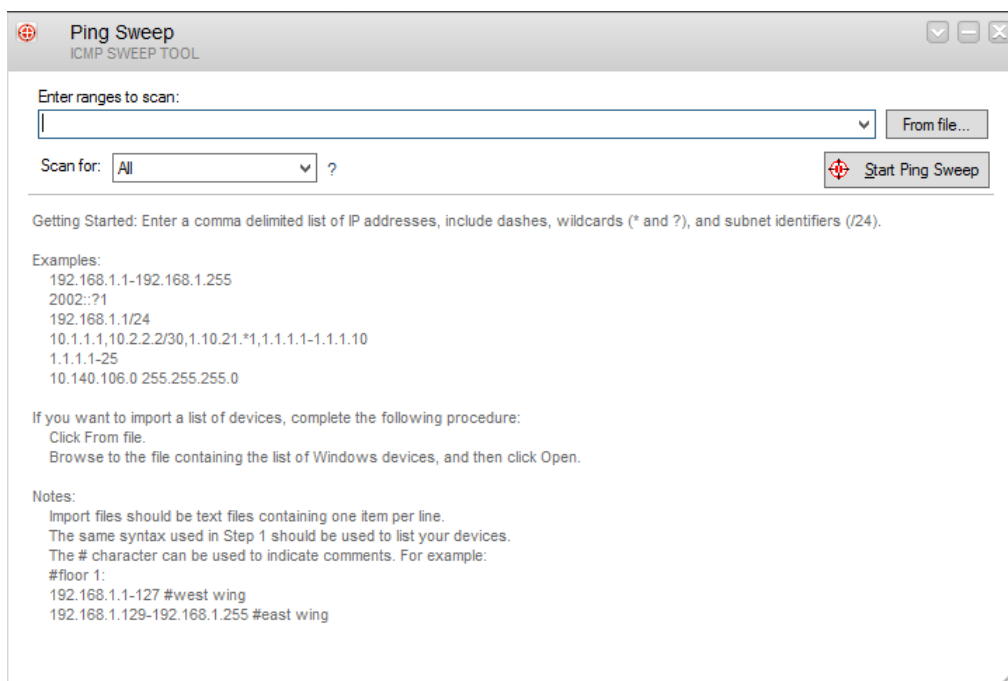 Ping Sweep
ICMP SWEEP TOOL
Enter ranges to scan:
From file...
Scan for: All ?
Start Ping Sweep
Getting Started: Enter a comma delimited list of IP addresses, include dashes, wildcards (* and ?), and subnet identifiers (/24).
Examples:
192.168.1.1-192.168.1.255
2002::?1
192.168.1.1/24
10.1.1.1,10.2.2.2/30,1.10.21.*1,1.1.1.1-1.1.1.10
1.1.1.1-25
10.140.106.0 255.255.255.0
If you want to import a list of devices, complete the following procedure:
Click From file.
Browse to the file containing the list of Windows devices, and then click Open.
Notes:
Import files should be text files containing one item per line.
The same syntax used in Step 1 should be used to list your devices.
The # character can be used to indicate comments. For example:
#floor 1:
192.168.1.1-127 #west wing
192.168.1.129-192.168.1.255 #east wing